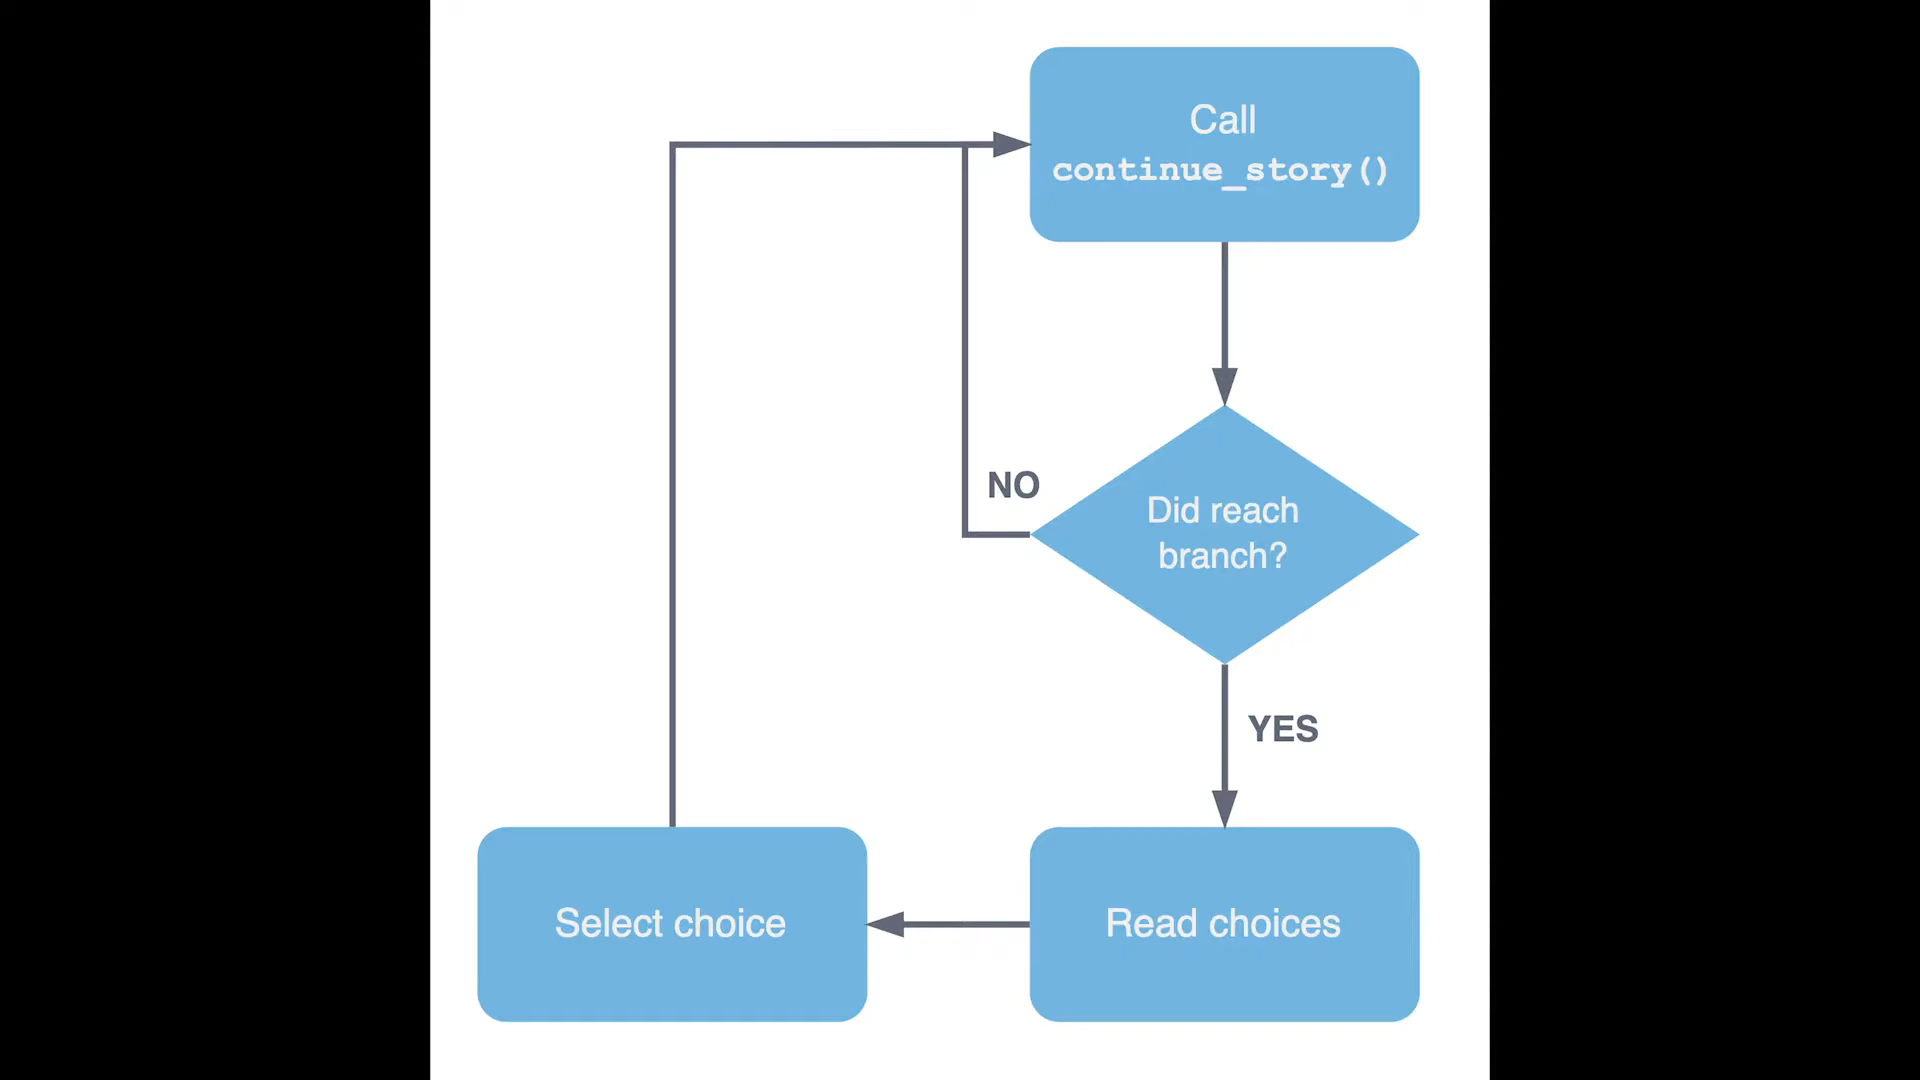 Call
continue_story()
NO
Did reach
branch?
YES
Select choice
Read choices